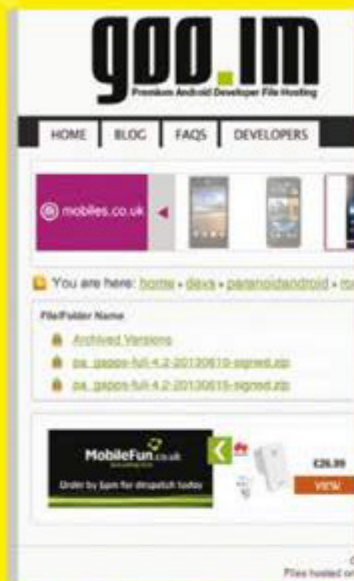 goo.im
Premium Android Developer File Hosting
HOME BLOG FAQS DEVELOPERS
mobiles.co.uk
You are here: home » devs » paranoidandroid »
File/Folder Name
Archived Versions
pa_gapps-full-4.2-20130610-signed.zip
pa_gapps-full-4.2-20130615-signed.zip
MobileFun.co.uk
Order by 5pm for despatch today
£26.99
VIEW
Files hosted